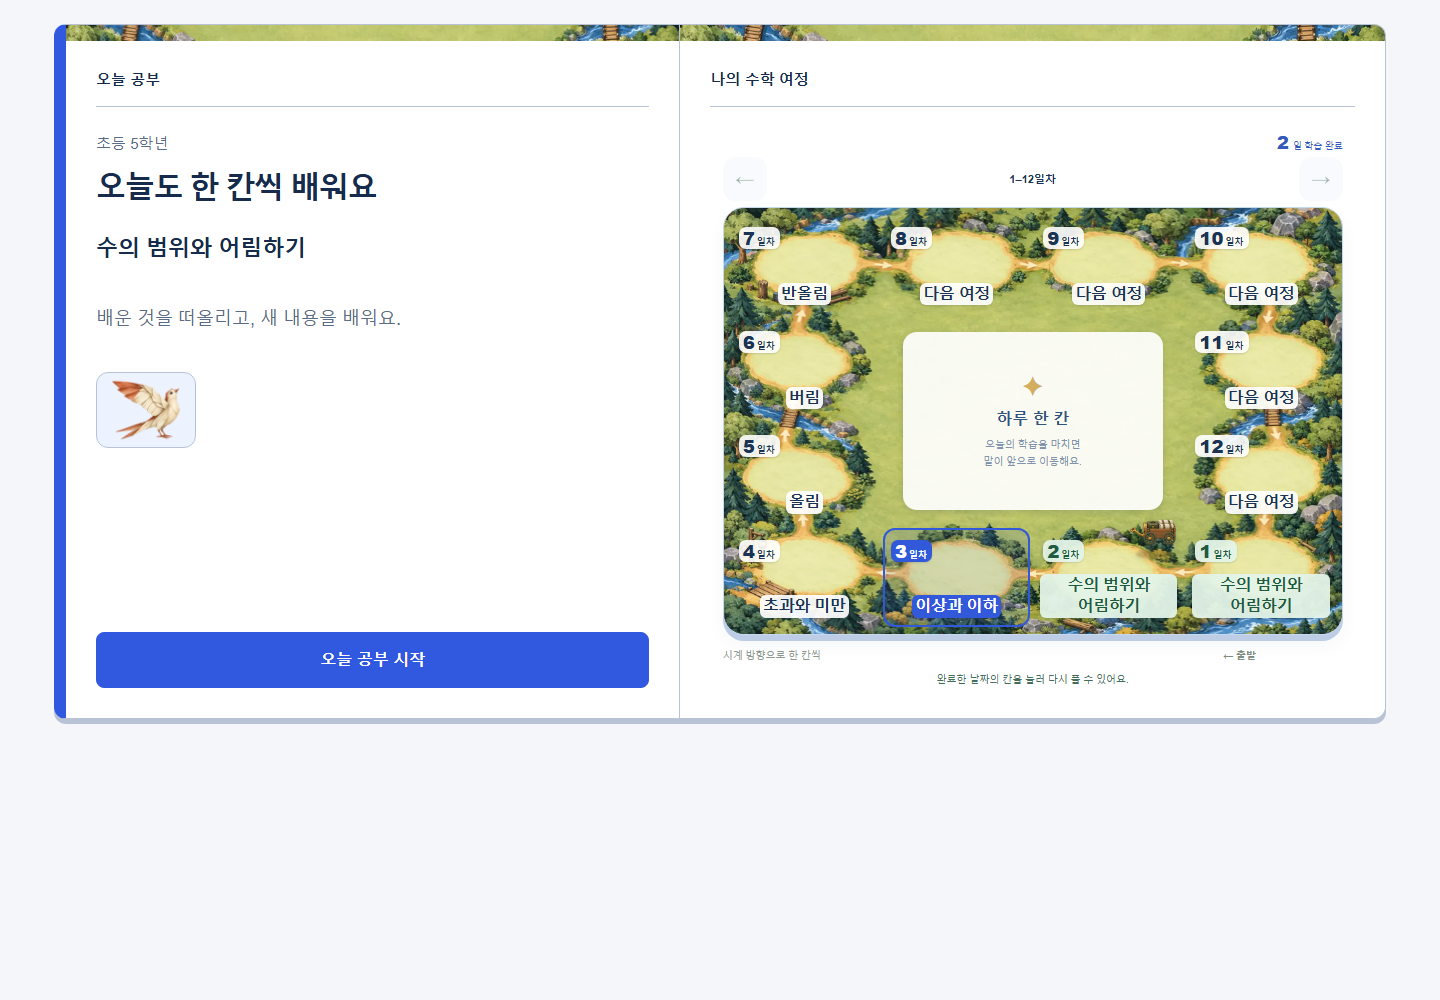 오늘 공부
초등 5학년
오늘도 한 칸씩 배워요
수의 범위와 어림하기
배운 것을 떠올리고, 새 내용을 배워요.
오늘 공부 시작
나의 수학 여정
2 일 학습 완료
←
1–12일차
→
7 일차
반올림
8 일차
다음 여정
9 일차
다음 여정
10 일차
다음 여정
6 일차
버림
하루 한 칸
오늘의 학습을 마치면
말이 앞으로 이동해요.
11 일차
다음 여정
5 일차
올림
12 일차
다음 여정
4 일차
초과와 미만
3 일차
이상과 이하
2 일차
수의 범위와
어림하기
1 일차
수의 범위와
어림하기
시계 방향으로 한 칸씩
← 출발
완료한 날짜의 칸을 눌러 다시 풀 수 있어요.